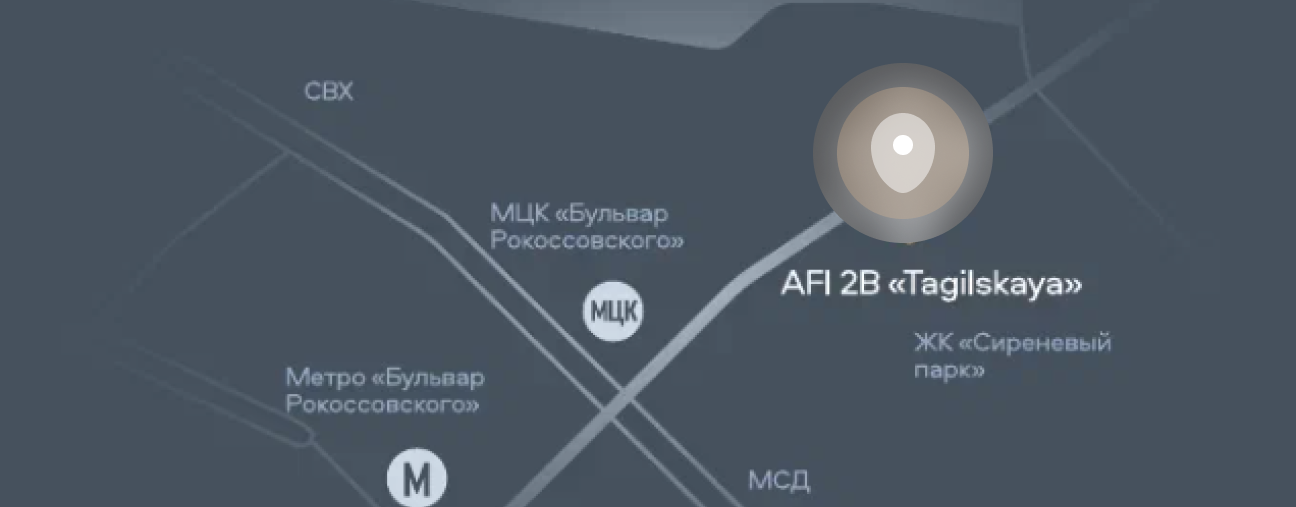 СВХ
МЦК «Бульвар
Рокоссовского»
МЦК
AFI 2B «Tagilskaya»
ЖК «Сиреневый
парк»
Метро «Бульвар
Рокоссовского»
М
МСД